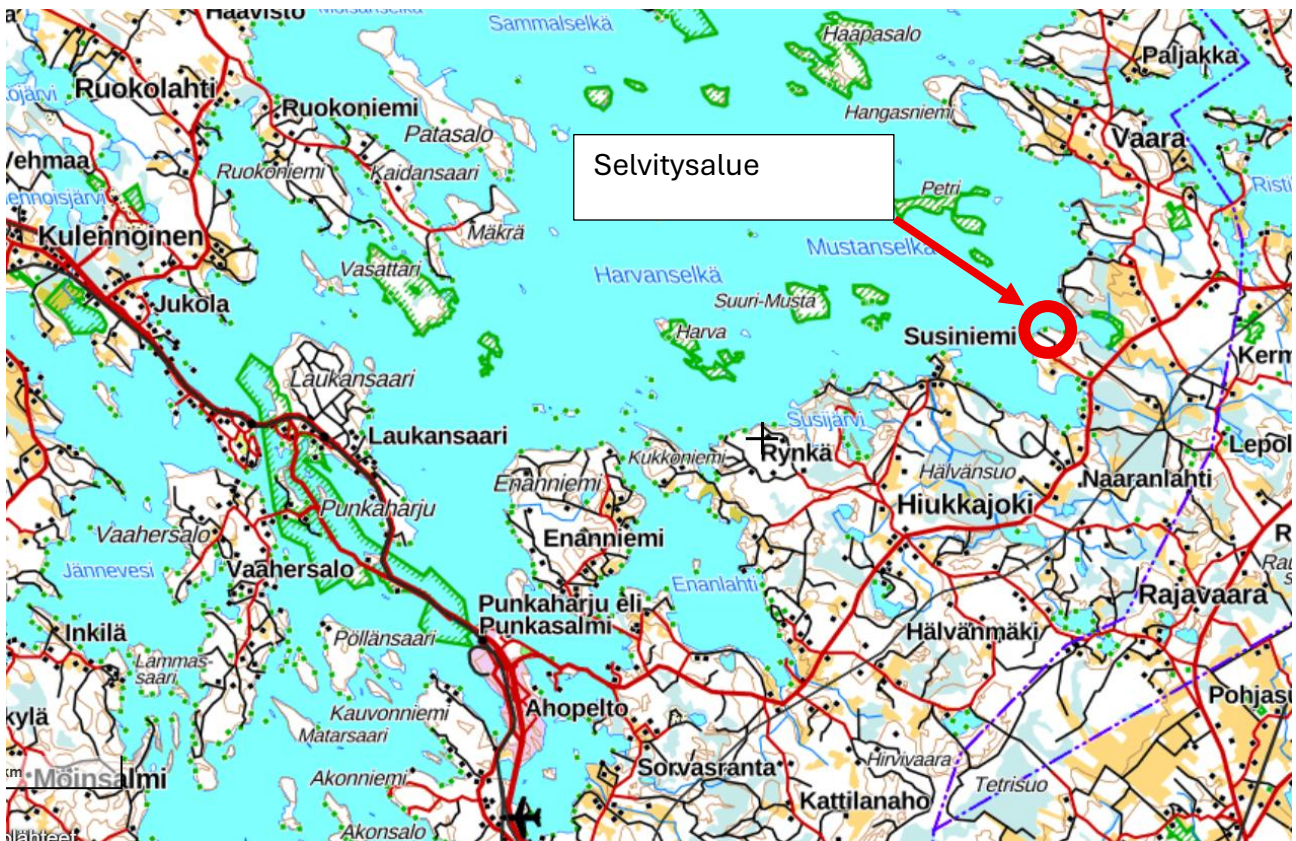 Haavisto
Sammalselkä
Haapasalo
Paljakka
Ruokolahti
Ruokoniemi
Patasalo
Hangasniemi
Vaara
Selvitysalue
Vehmaa
Ruokoniemi
Kaidansaari
Petri
Kulennoinen
Mäkrä
Mustanselkä
Vasattari
Harvanselkä
Suuri-Musta
Jukola
Harva
Susiniemi
Laukansaari
Susijärvi
Laukansaari
Kukkoniemi
Rynkä
Hälvänsuo
Naaranlahti
Enanniemi
Punkaharju
Hiukkajoki
Vaahersalo
Enanniemi
Jännevesi
Vaahersalo
Enanlahti
Rajavaara
Punkaharju eli
Punkasalmi
Inkilä
Pöllänsaari
Hälvänmäki
Lammas-
saari
Kauvonniemi
Ahopelto
Matarsaari
km
Moinsalmi
Akonniemi
Sorvasranta
Hirvivaara
Tetrisuo
Kattilanaho
Akonsalo